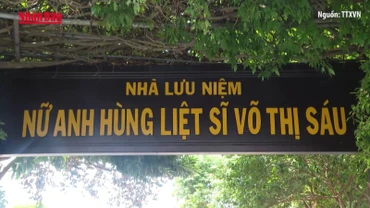 Nguồn: TTXVN
NHÀ LƯU NIỆM
NỮ ANH HÙNG LIỆT SĨ VÕ THỊ SÁU